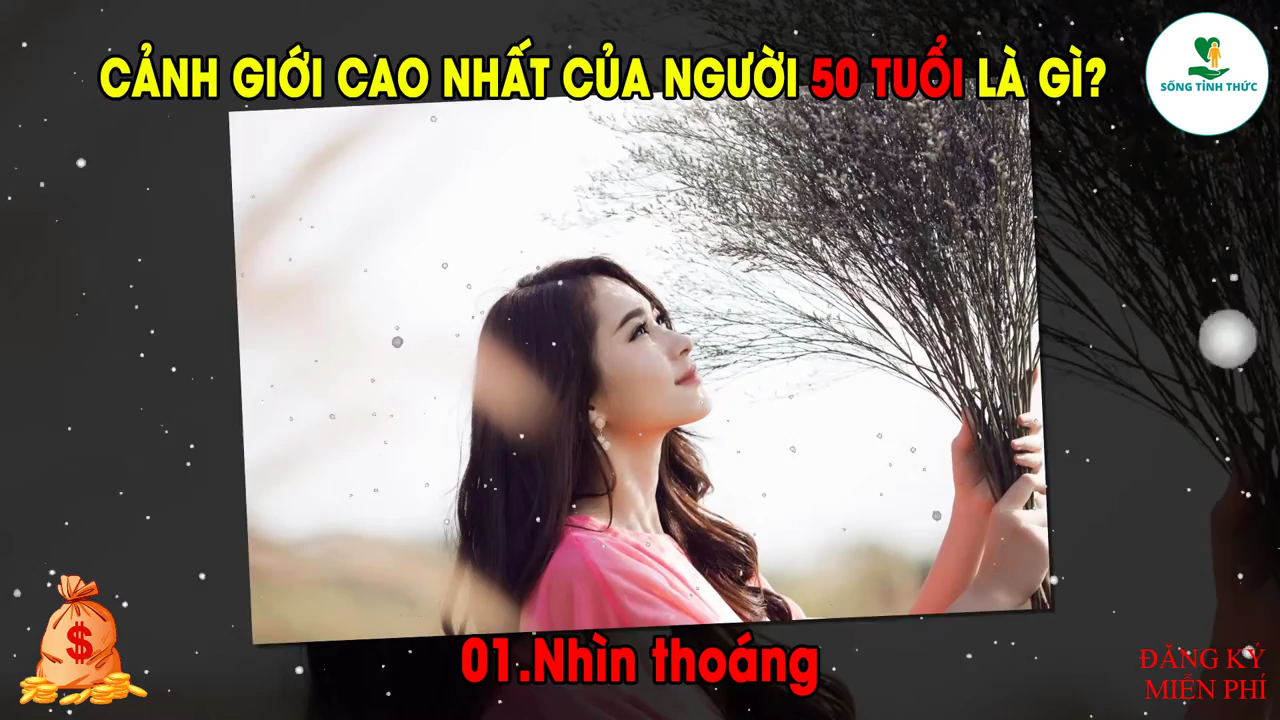 CẢNH GIỚI CAO NHẤT CỦA NGƯỜI 50 TUỔI LÀ GÌ?
SỐNG TỈNH THỨC
$
01.Nhìn thoáng
ĐĂNG KÝ
MIỄN PHÍ